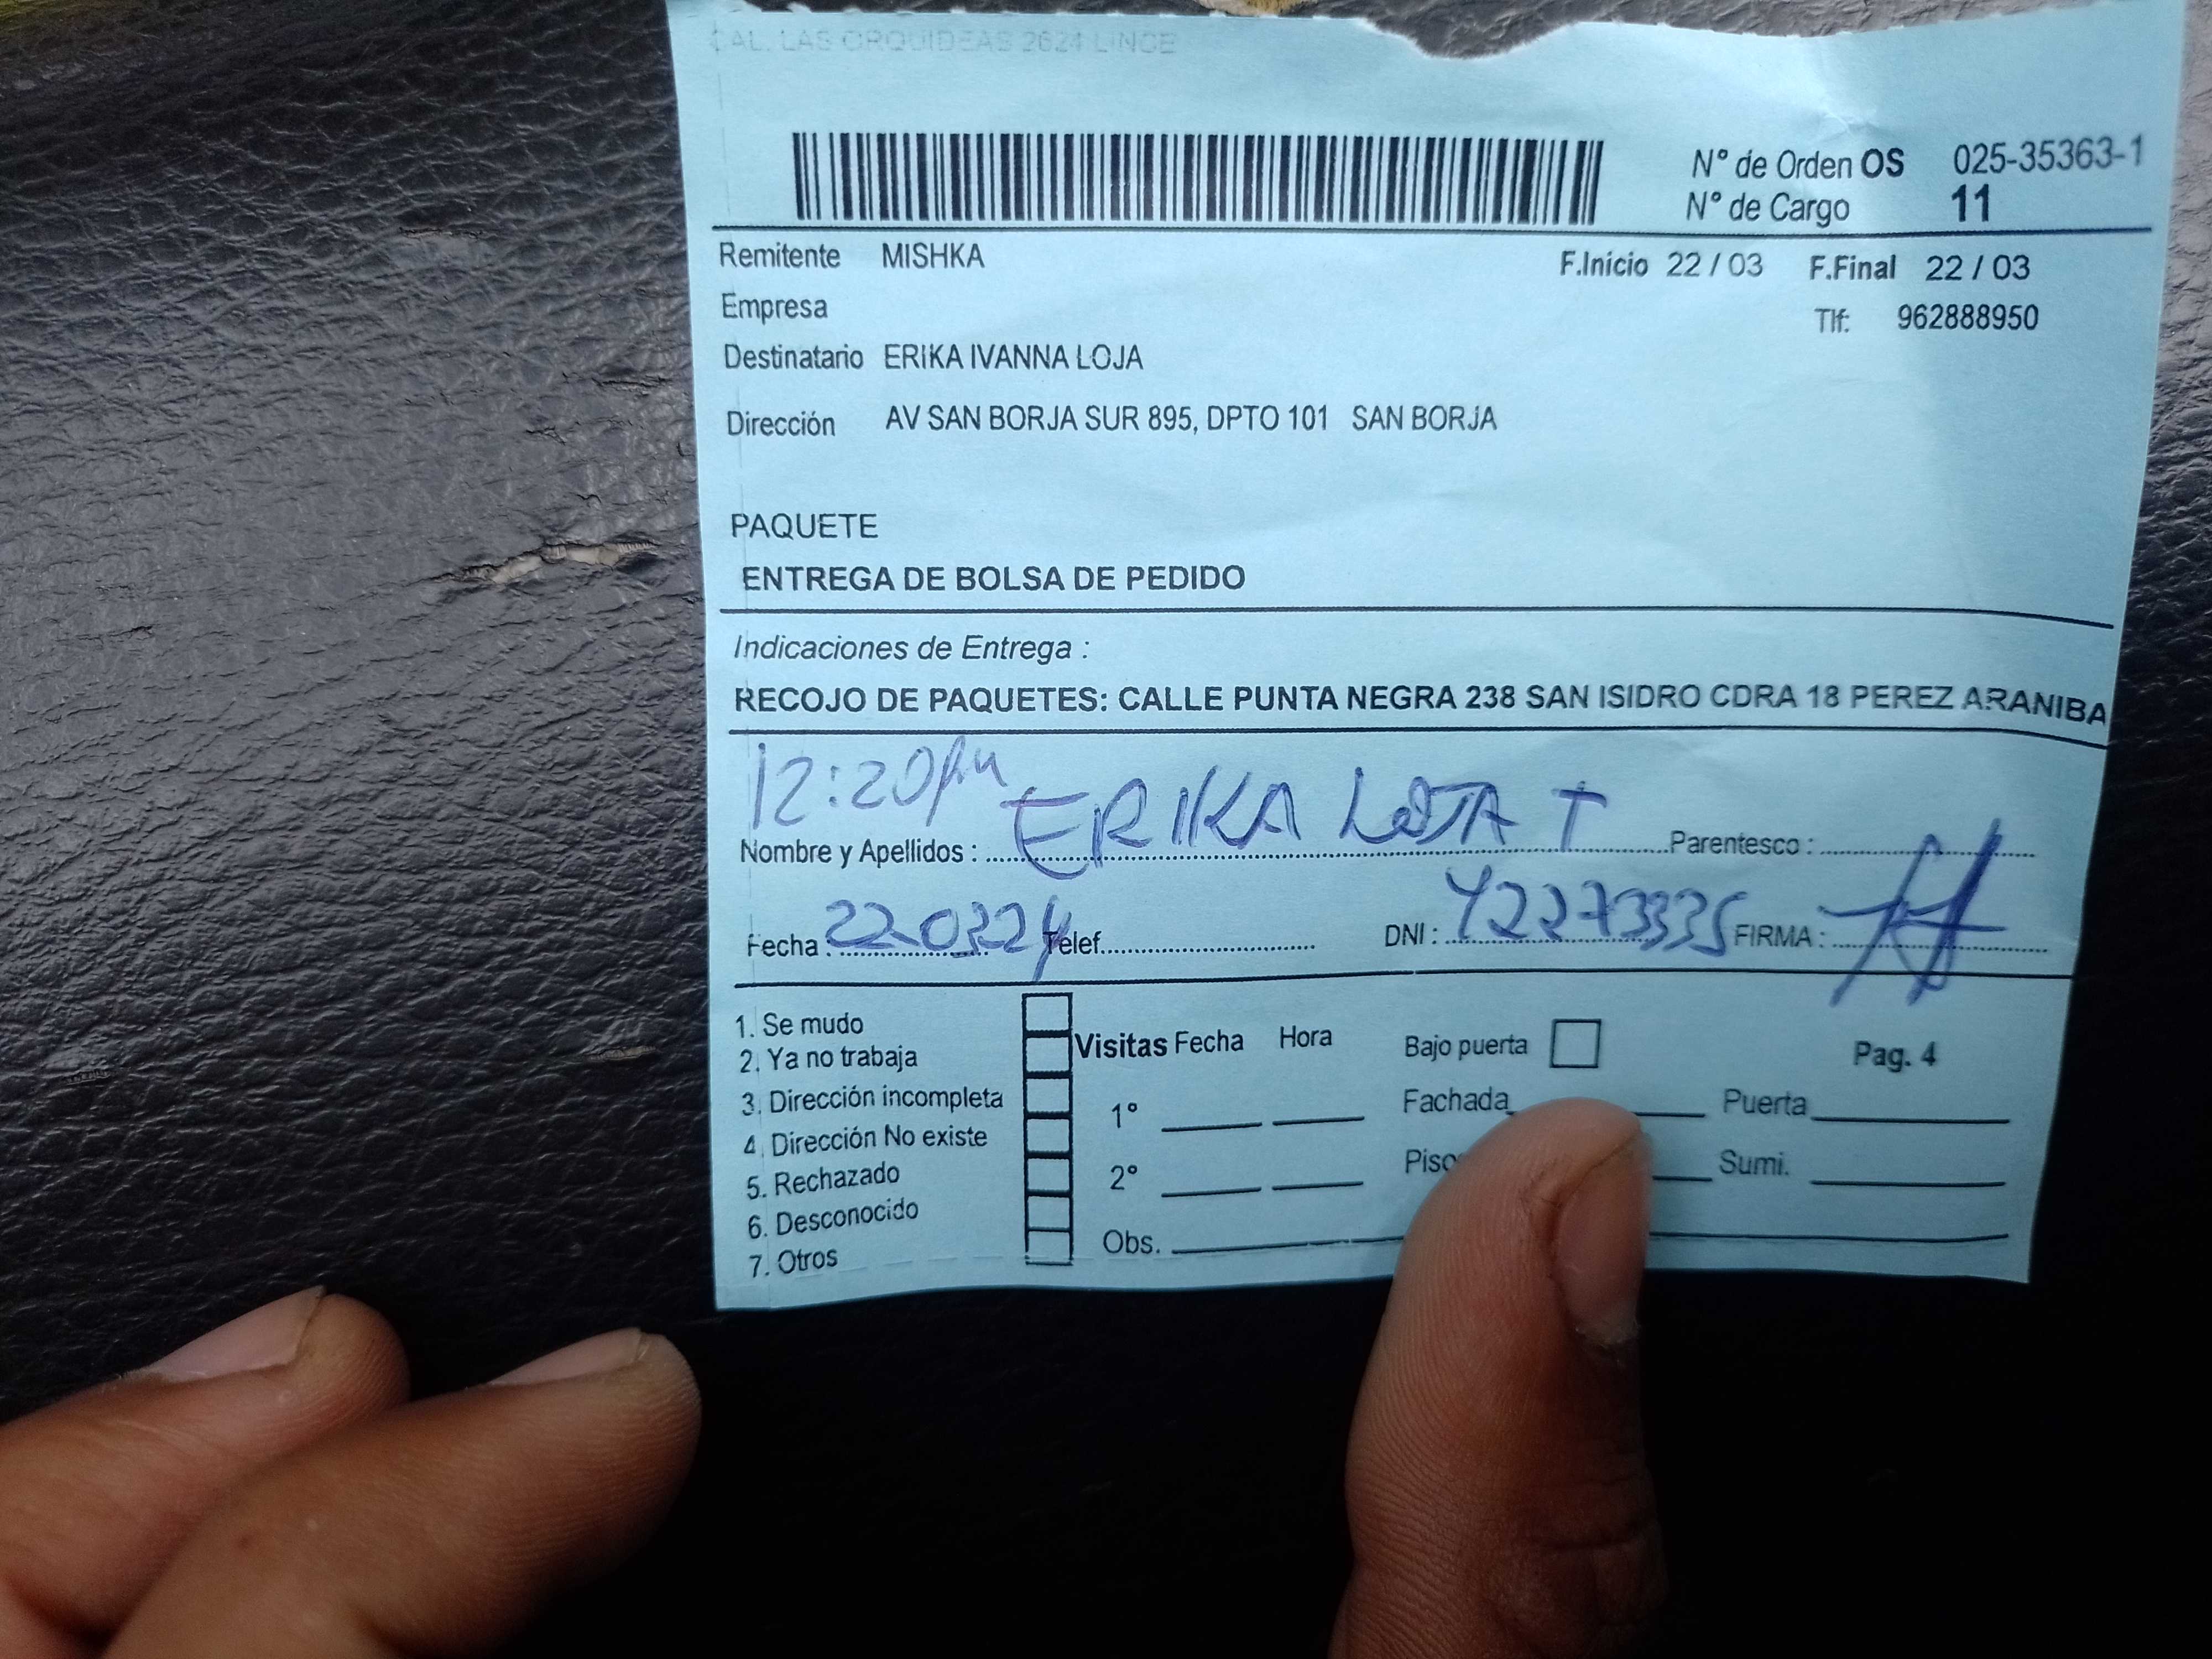 CAL. LAS ORQUIDEAS 2624 LINCE
N° de Orden OS 025-35363-1
N° de Cargo 11
Remitente MISHKA F.Inicio 22 / 03 F.Final 22 / 03
Empresa Tlf: 962888950
Destinatario ERIKA IVANNA LOJA
Dirección AV SAN BORJA SUR 895, DPTO 101 SAN BORJA
PAQUETE
ENTREGA DE BOLSA DE PEDIDO
Indicaciones de Entrega :
RECOJO DE PAQUETES: CALLE PUNTA NEGRA 238 SAN ISIDRO CDRA 18 PEREZ ARANIBA
12:20pm
Nombre y Apellidos : ERIKA LOJA T Parentesco :
Fecha : 220324 Telef. DNI : 42273335 FIRMA :
1. Se mudo
2. Ya no trabaja
3. Dirección incompleta
4. Dirección No existe
5. Rechazado
6. Desconocido
7. Otros
Visitas Fecha Hora
1°
2°
Obs.
Bajo puerta Pag. 4
Fachada Puerta
Piso Sumi.